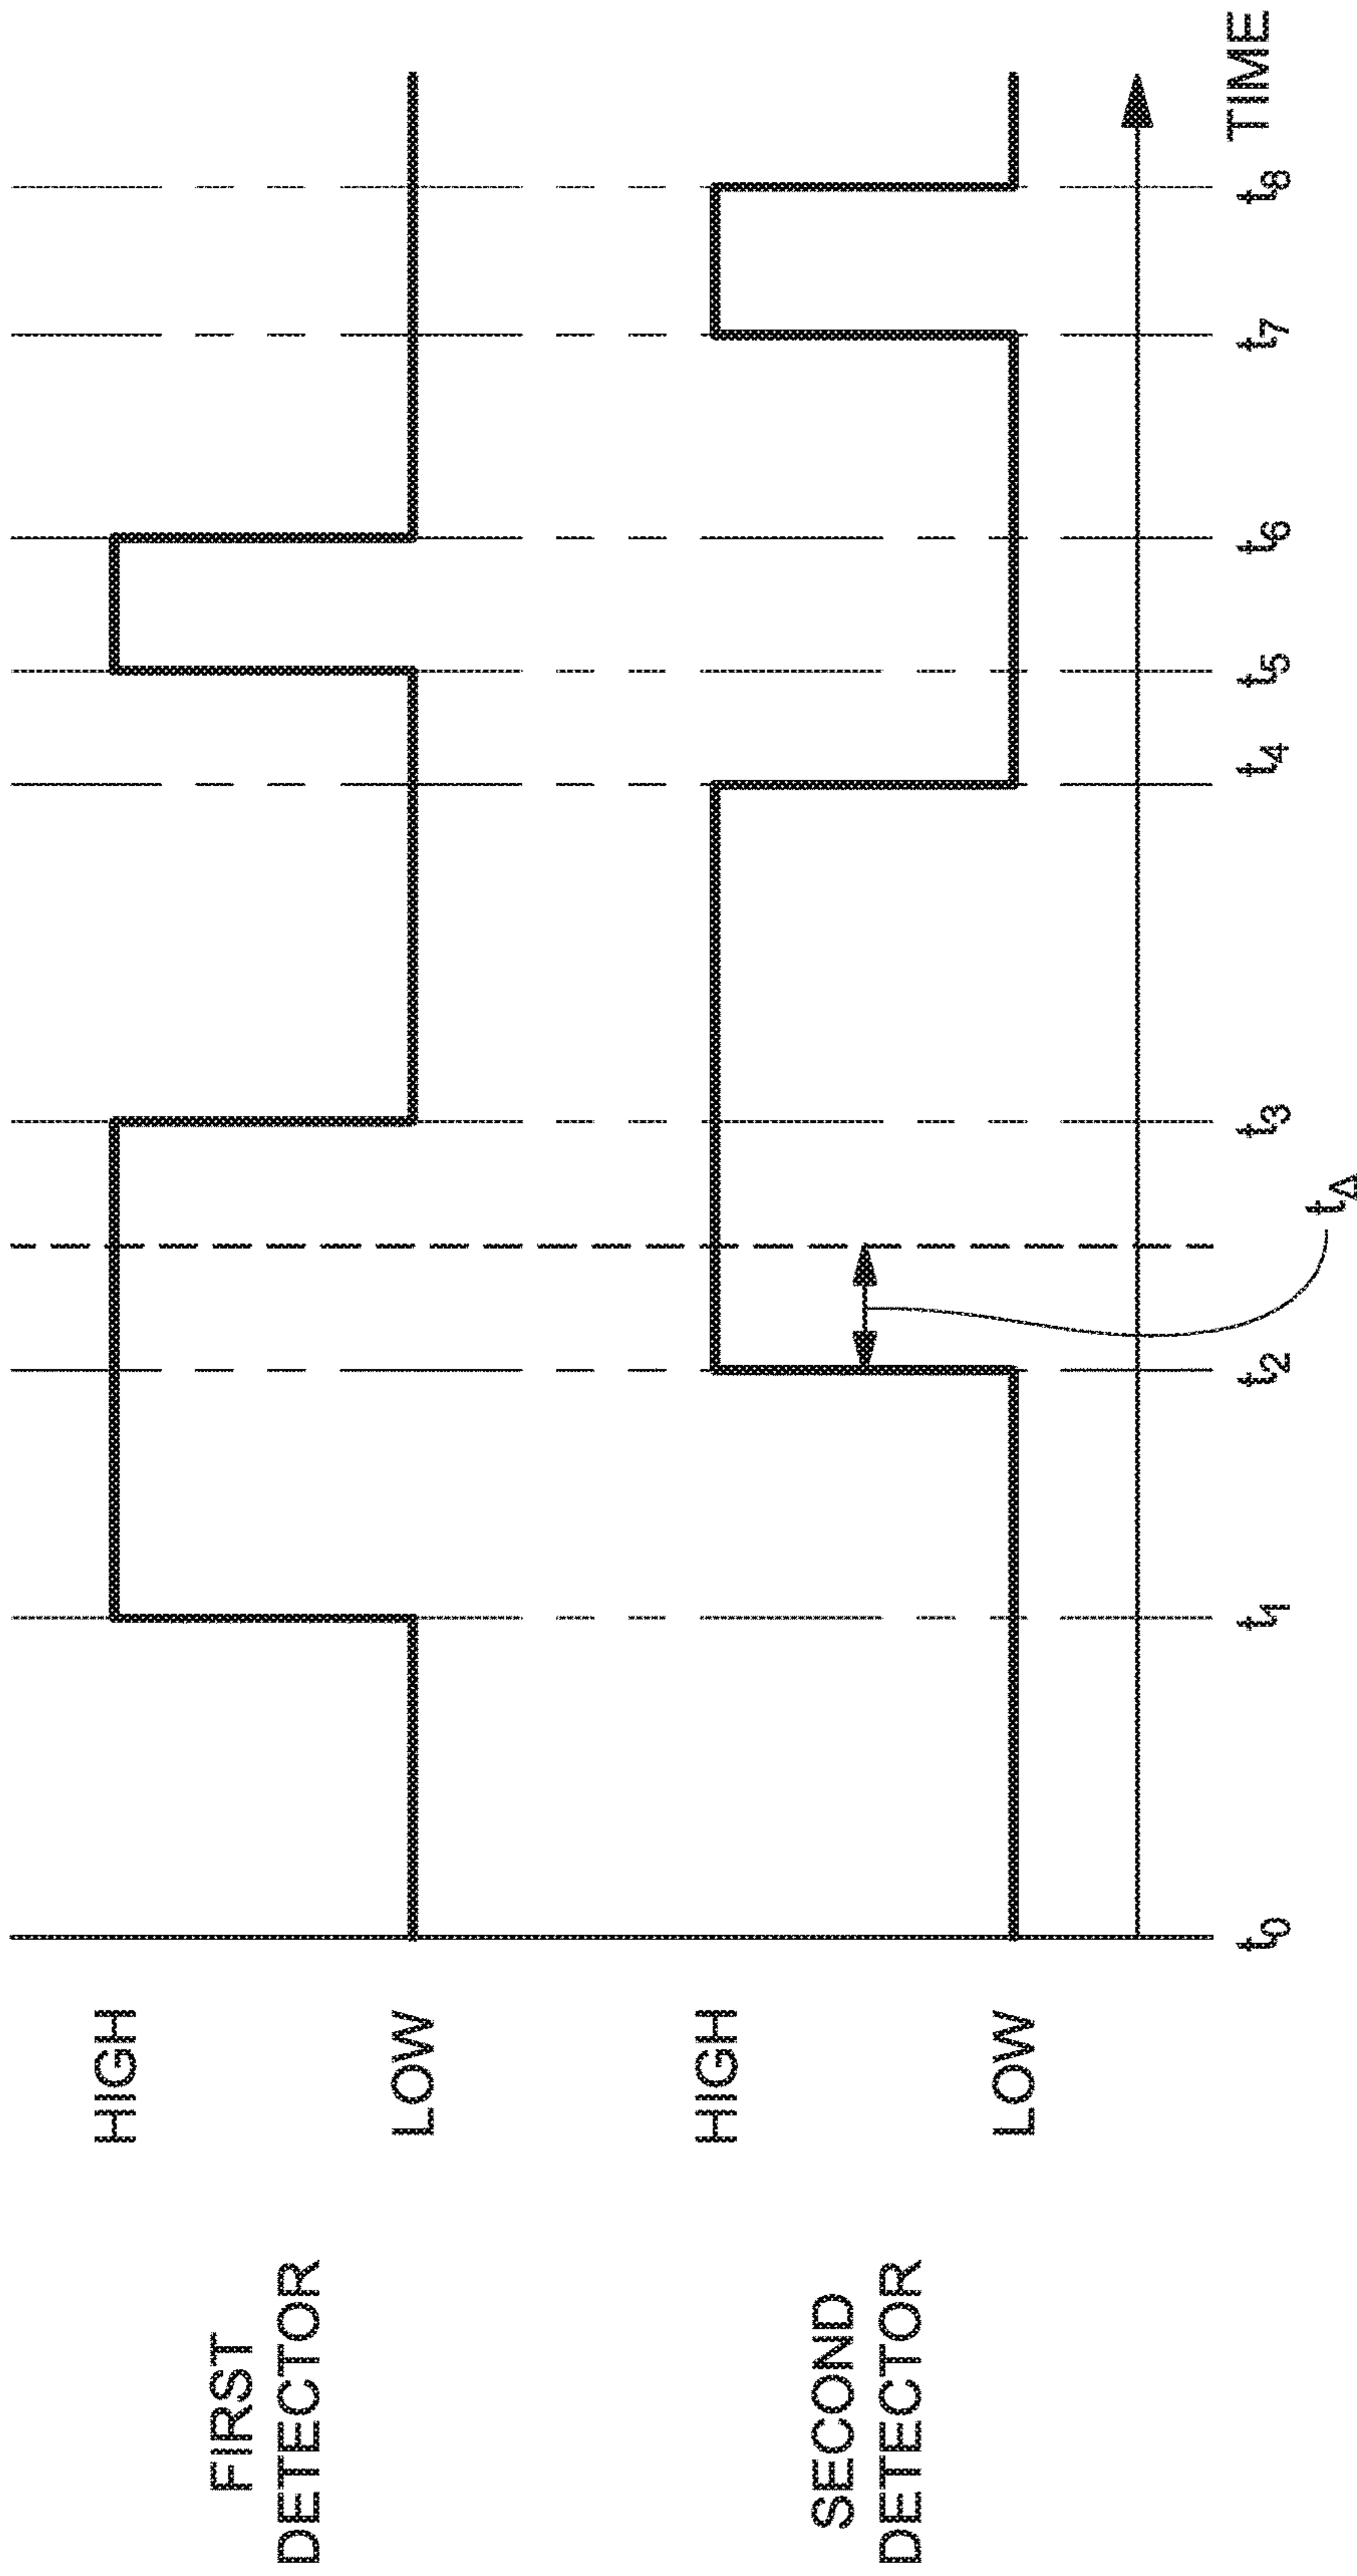 FIRST
DETECTOR
HIGH
LOW
SECOND
DETECTOR
HIGH
LOW
t0 t1 t2 t3 t4 t5 t6 t7 t8
TIME
tΔ